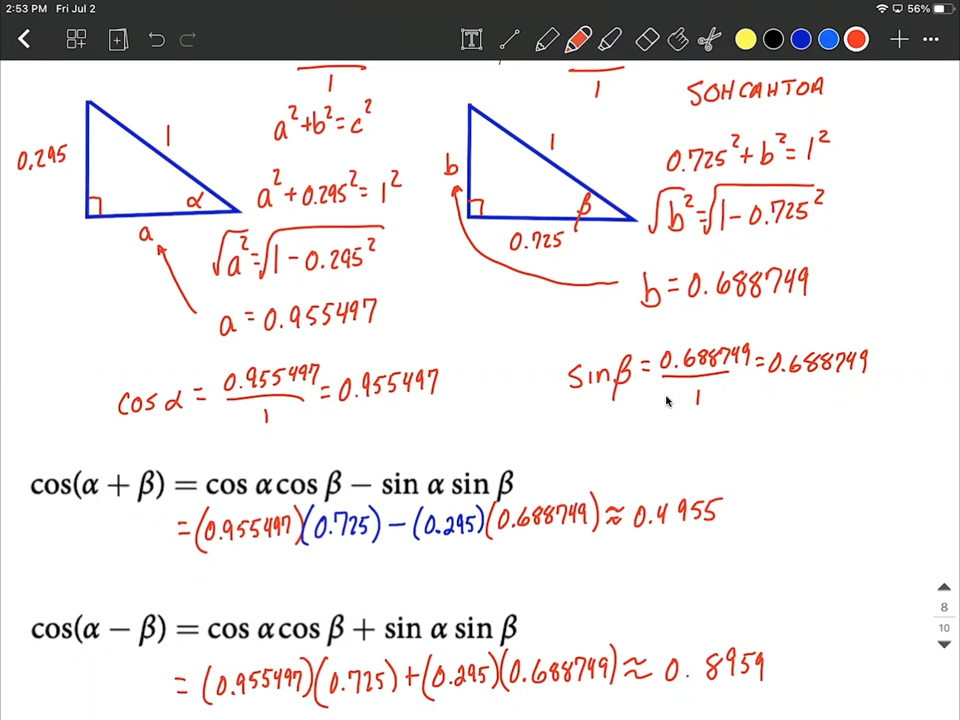 2:53 PM Fri Jul 2
56%
1
1
SOHCAHTOA
0.295
1
α
a
a²+b²=c²
a²+0.295²=1²
√a²=√1-0.295²
a=0.955497
b
1
β
0.725
0.725²+b²=1²
√b²=√1-0.725²
b=0.688749
cos α = 0.955497/1 = 0.955497
sin β = 0.688749/1 = 0.688749
cos(α + β) = cos α cos β − sin α sin β
=(0.955497)(0.725)-(0.295)(0.688749)≈0.4955
8
10
cos(α − β) = cos α cos β + sin α sin β
=(0.955497)(0.725)+(0.295)(0.688749)≈0.8959